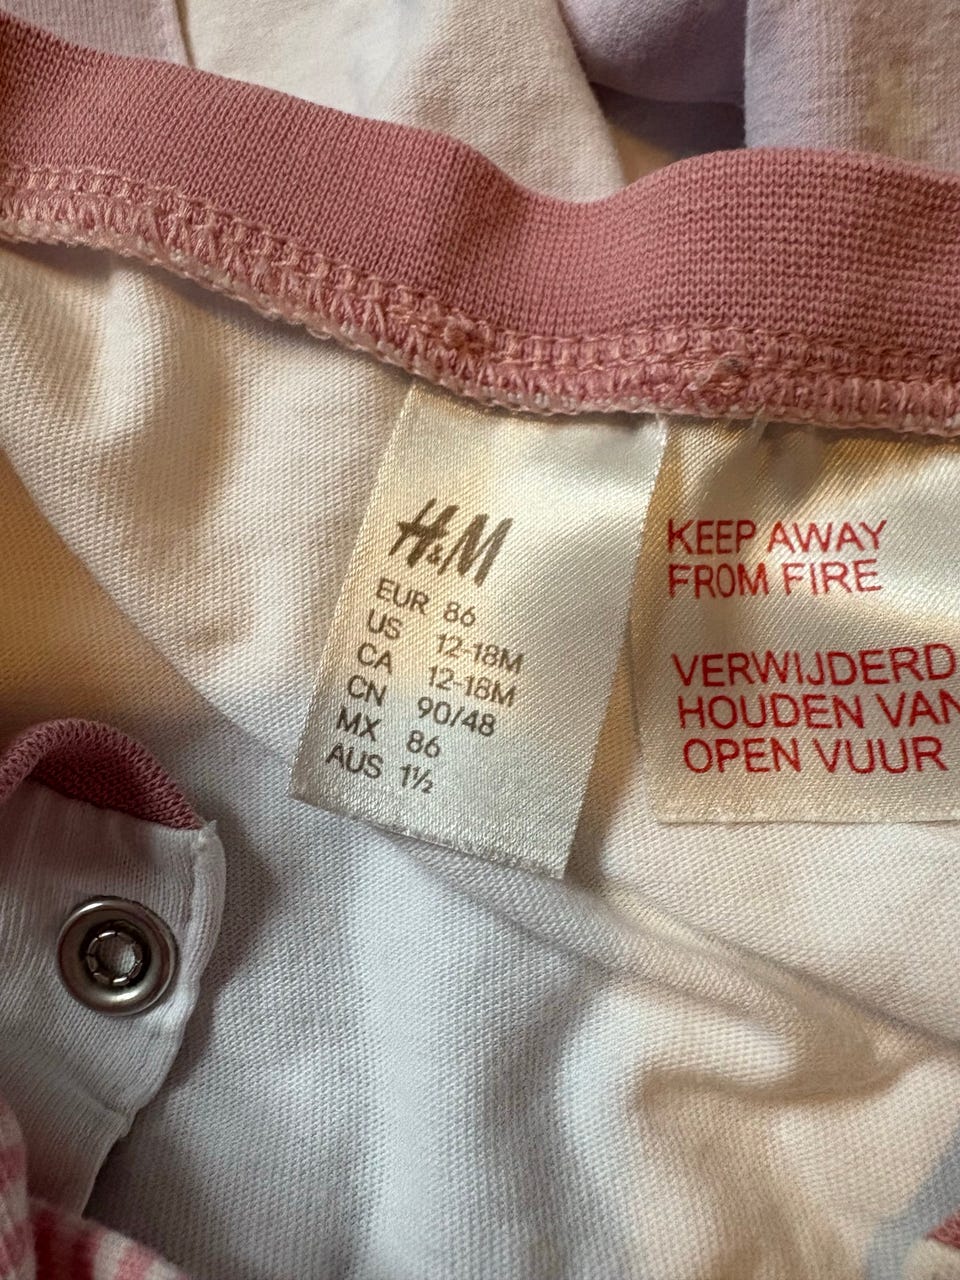 H&M
EUR 86
US 12-18M
CA 12-18M
CN 90/48
MX 86
AUS 1½
KEEP AWAY
FROM FIRE
VERWIJDERD
HOUDEN VAN
OPEN VUUR